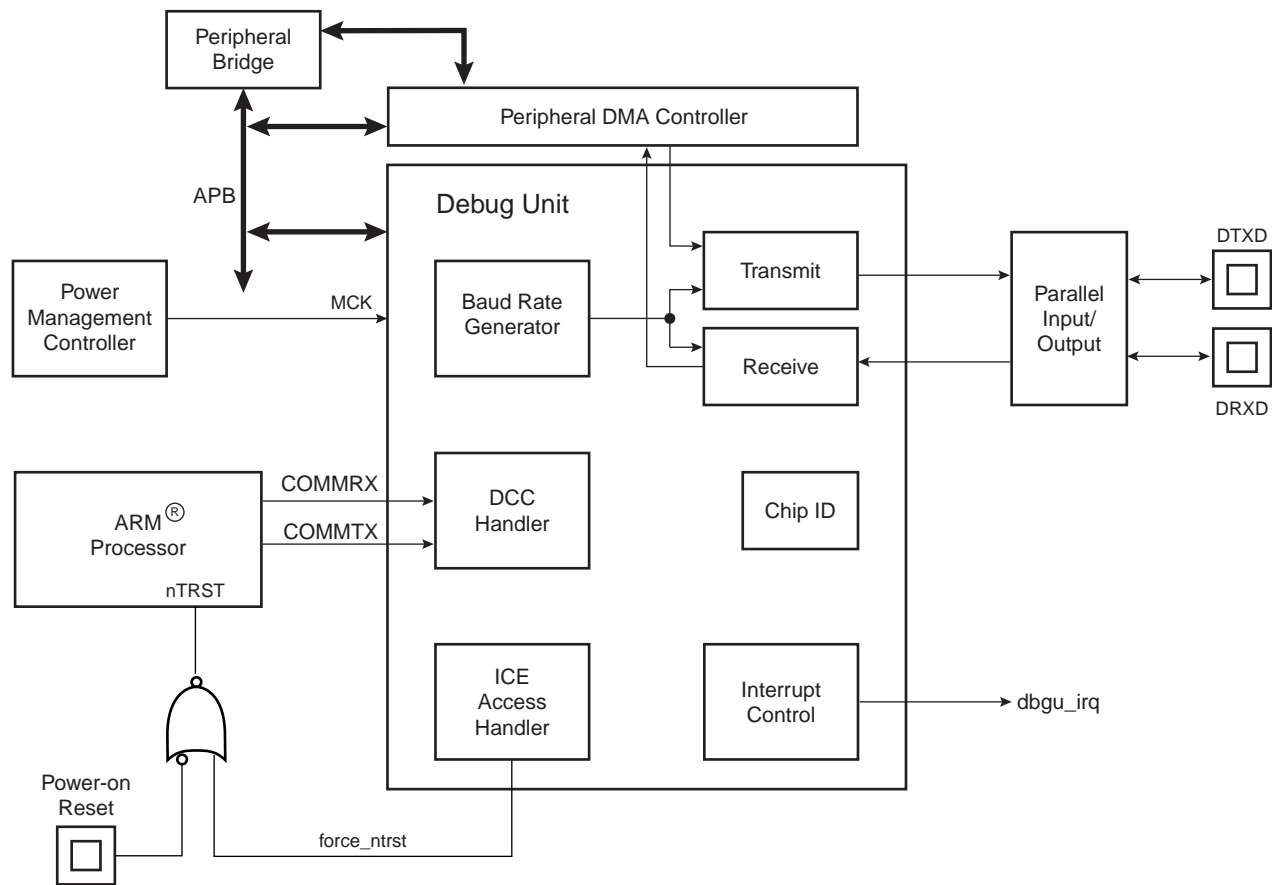 Peripheral
Bridge
Peripheral DMA Controller
APB
Debug Unit
DTXD
Power
Management
Controller
MCK
Baud Rate
Generator
Transmit
Receive
Parallel
Input/
Output
DRXD
ARM®
Processor
nTRST
COMMRX
COMMTX
DCC
Handler
Chip ID
ICE
Access
Handler
Interrupt
Control
dbgu_irq
Power-on
Reset
force_ntrst